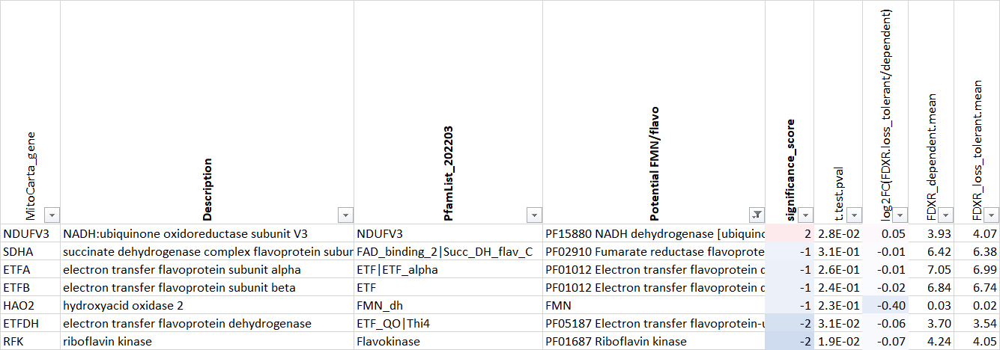 MitoCarta_gene Description PfamList_202203 Potential FMN/flavo significance_score t.test.pval log2FC(FDXR.loss_tolerant/dependent) FDXR_dependent.mean FDXR_loss_tolerant.mean
NDUFV3 NADH:ubiquinone oxidoreductase subunit V3 NDUFV3 PF15880 NADH dehydrogenase [ubiquino 2 2.8E-02 0.05 3.93 4.07
SDHA succinate dehydrogenase complex flavoprotein subur FAD_binding_2|Succ_DH_flav_C PF02910 Fumarate reductase flavoprote -1 3.1E-01 -0.01 6.42 6.38
ETFA electron transfer flavoprotein subunit alpha ETF|ETF_alpha PF01012 Electron transfer flavoprotein d -1 2.6E-01 -0.01 7.05 6.99
ETFB electron transfer flavoprotein subunit beta ETF PF01012 Electron transfer flavoprotein d -1 2.4E-01 -0.02 6.84 6.74
HAO2 hydroxyacid oxidase 2 FMN_dh FMN -1 2.3E-01 -0.40 0.03 0.02
ETFDH electron transfer flavoprotein dehydrogenase ETF_QO|Thi4 PF05187 Electron transfer flavoprotein-u -2 3.1E-02 -0.06 3.70 3.54
RFK riboflavin kinase Flavokinase PF01687 Riboflavin kinase -2 1.9E-02 -0.07 4.24 4.05